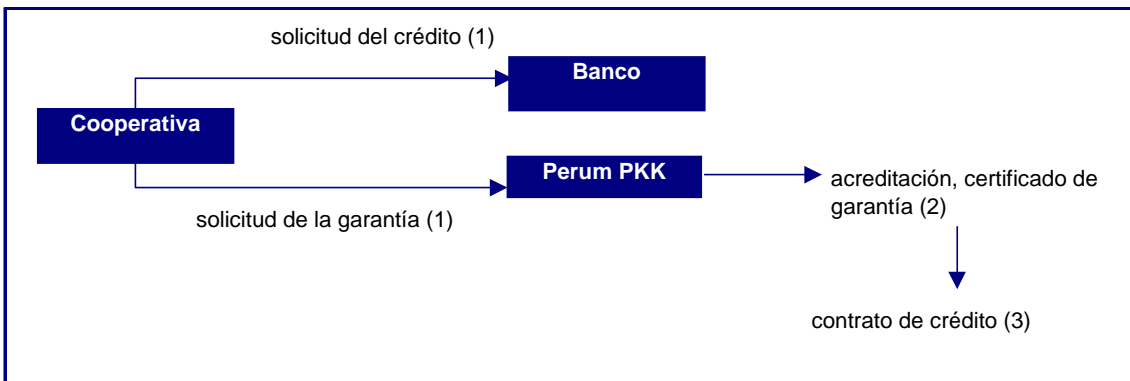 solicitud del crédito (1)
Banco
Cooperativa
Perum PKK
acreditación, certificado de
garantía (2)
solicitud de la garantía (1)
contrato de crédito (3)